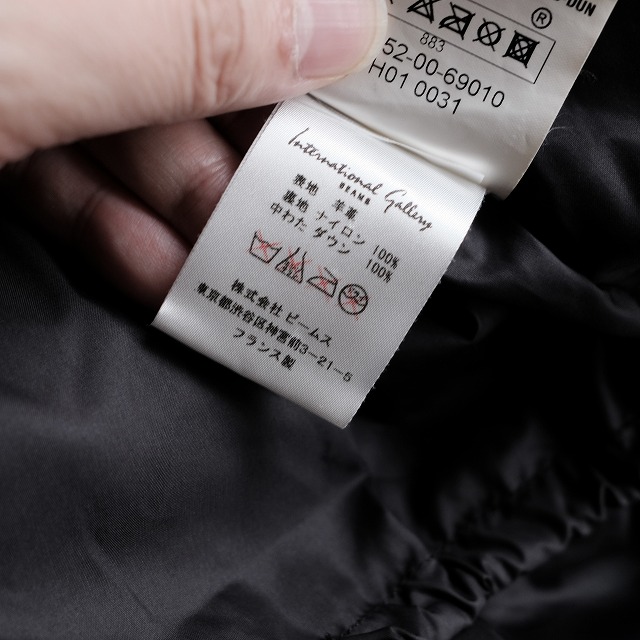 DUN
®
883
52-00-69010
H01 0031
International Gallery
BEAMS
表地 羊革
裏地 ナイロン 100%
中わた ダウン 100%
株式会社 ビームス
東京都渋谷区神宮前3-21-5
フランス製